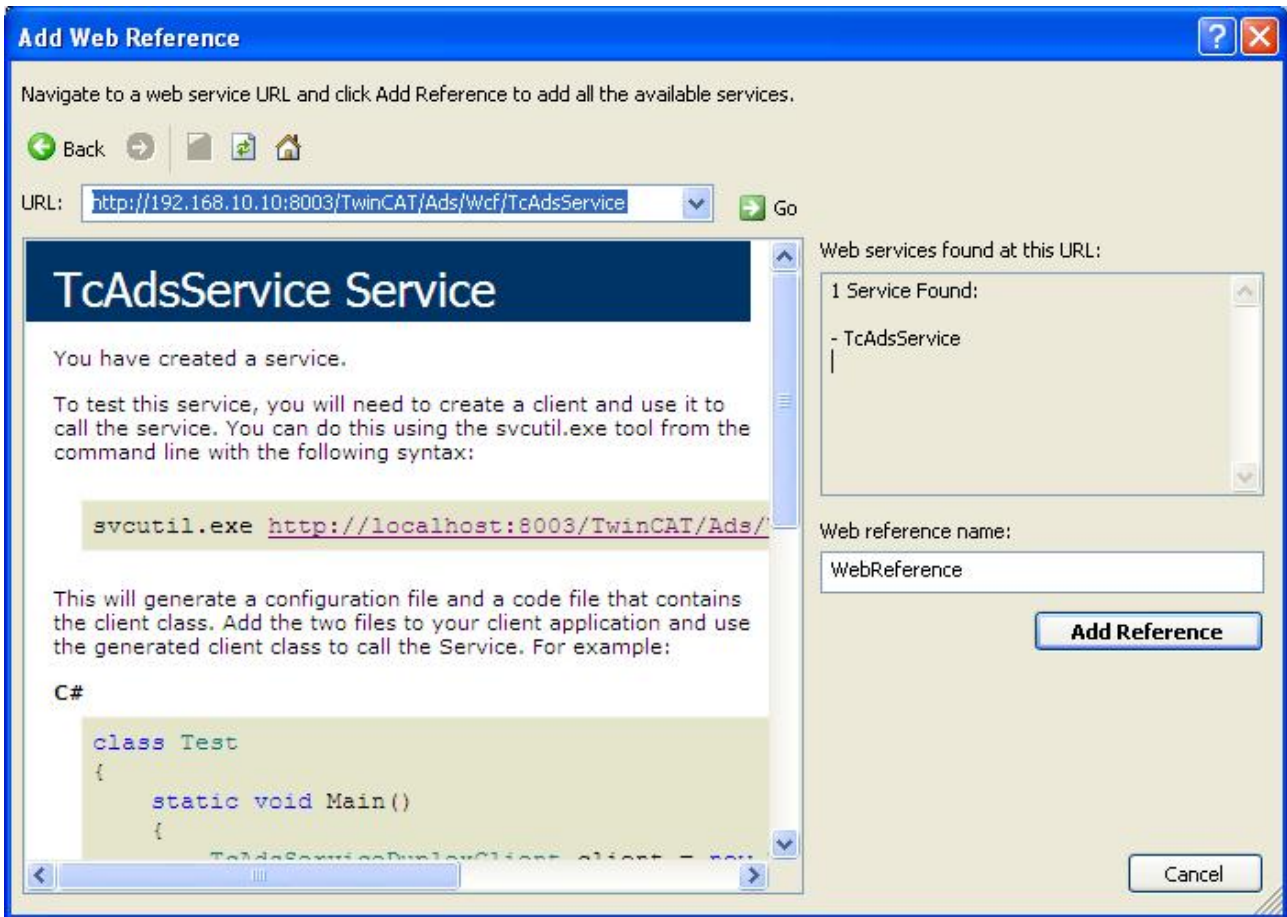 Add Web Reference
Navigate to a web service URL and click Add Reference to add all the available services.
Back
URL:
http://192.168.10.10:8003/TwinCAT/Ads/Wcf/TcAdsService
Go
TcAdsService Service
You have created a service.
To test this service, you will need to create a client and use it to
call the service. You can do this using the svcutil.exe tool from the
command line with the following syntax:
svcutil.exe http://localhost:8003/TwinCAT/Ads/
This will generate a configuration file and a code file that contains
the client class. Add the two files to your client application and use
the generated client class to call the Service. For example:
C#
class Test
{
static void Main()
{
client =
Web services found at this URL:
1 Service Found:
- TcAdsService
Web reference name:
WebReference
Add Reference
Cancel